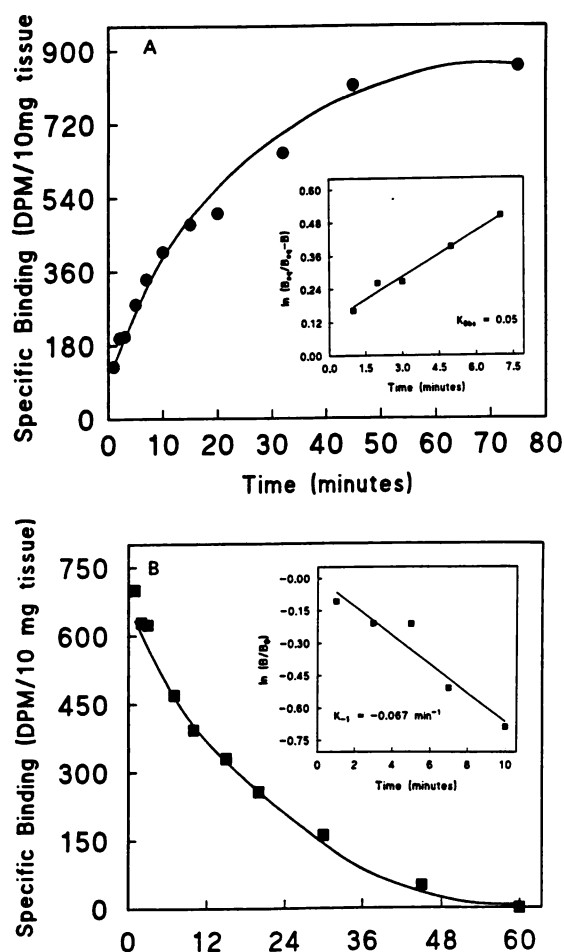 A
Specific Binding (DPM/10mg tissue
900
720
540
360
180
0
0 10 20 30 40 50 60 70 80
Time (minutes)
ln (Beq/Beq-B)
0.60
0.48
0.36
0.24
0.12
0.00
0.0 1.5 3.0 4.5 6.0 7.5
Time (minutes)
KObs = 0.05
B
Specific Binding (DPM/10 mg tissue)
750
600
450
300
150
0
0 12 24 36 48 60
ln (B/B0)
-0.00
-0.15
-0.30
-0.45
-0.60
-0.75
0 2 4 6 8 10
Time (minutes)
K-1 = -0.067 min-1